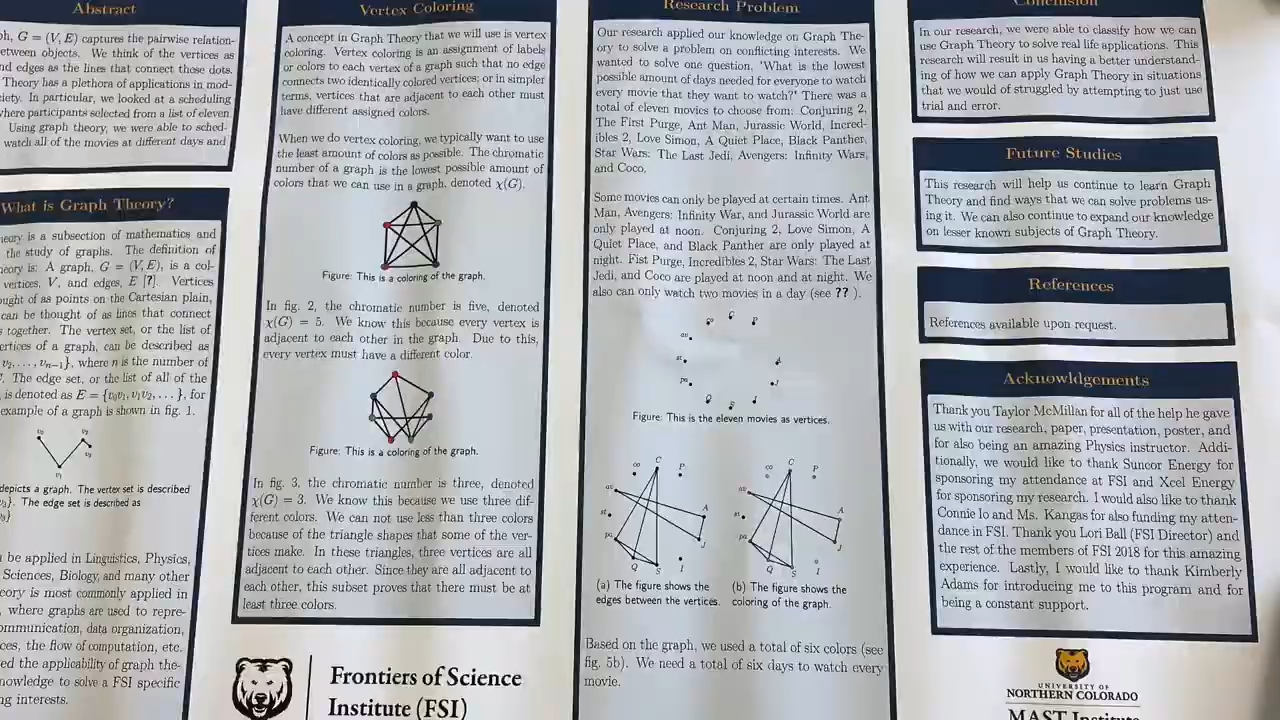 Abstract
G = (V, E) captures the pairwise relation-
between objects. We think of the vertices as
and edges as the lines that connect these dots.
Theory has a plethora of applications in mod-
In particular, we looked at a scheduling
where participants selected from a list of eleven
Using graph theory, we were able to sched-
watch all of the movies at different days and
What is Graph Theory?
is a subsection of mathematics and
the study of graphs. The definition of
is: A graph, G = (V, E), is a col-
vertices, V, and edges, E [?]. Vertices
of as points on the Cartesian plain,
can be thought of as lines that connect
together. The vertex set, or the list of
of a graph, can be described as
v₂, . . . , vₙ₋₁}, where n is the number of
The edge set, or the list of all of the
is denoted as E = {v₀v₁, v₁v₂, . . . }, for
example of a graph is shown in fig. 1.
v₀
v₂
v₃
v₁
depicts a graph. The vertex set is described
The edge set is described as
be applied in Linguistics, Physics,
Sciences, Biology, and many other
is most commonly applied in
where graphs are used to repre-
data organization,
the flow of computation, etc.
the applicability of graph the-
to solve a FSI specific
interests.
Vertex Coloring
A concept in Graph Theory that we will use is vertex
coloring. Vertex coloring is an assignment of labels
or colors to each vertex of a graph such that no edge
connects two identically colored vertices; or in simpler
terms, vertices that are adjacent to each other must
have different assigned colors.
When we do vertex coloring, we typically want to use
the least amount of colors as possible. The chromatic
number of a graph is the lowest possible amount of
colors that we can use in a graph, denoted χ(G).
Figure: This is a coloring of the graph.
In fig. 2, the chromatic number is five, denoted
χ(G) = 5. We know this because every vertex is
adjacent to each other in the graph. Due to this,
every vertex must have a different color.
Figure: This is a coloring of the graph.
In fig. 3, the chromatic number is three, denoted
χ(G) = 3. We know this because we use three dif-
ferent colors. We can not use less than three colors
because of the triangle shapes that some of the ver-
tices make. In these triangles, three vertices are all
adjacent to each other. Since they are all adjacent to
each other, this subset proves that there must be at
least three colors.
Frontiers of Science
Institute (FSI)
Research Problem
Our research applied our knowledge on Graph The-
ory to solve a problem on conflicting interests. We
wanted to solve one question, "What is the lowest
possible amount of days needed for everyone to watch
every movie that they want to watch?" There was a
total of eleven movies to choose from: Conjuring 2,
The First Purge, Ant Man, Jurassic World, Incred-
ibles 2, Love Simon, A Quiet Place, Black Panther,
Star Wars: The Last Jedi, Avengers: Infinity Wars,
and Coco.
Some movies can only be played at certain times. Ant
Man, Avengers: Infinity War, and Jurassic World are
only played at noon. Conjuring 2, Love Simon, A
Quiet Place, and Black Panther are only played at
night. Fist Purge, Incredibles 2, Star Wars: The Last
Jedi, and Coco are played at noon and at night. We
also can only watch two movies in a day (see ?? ).
co C P
av
st A
pa J
Q S I
Figure: This is the eleven movies as vertices.
co C P
av A
st J
pa
Q S I
co C P
av A
st J
pa
Q S I
(a) The figure shows the
edges between the vertices.
(b) The figure shows the
coloring of the graph.
Based on the graph, we used a total of six colors (see
fig. 5b). We need a total of six days to watch every
movie.
Conclusion
In our research, we were able to classify how we can
use Graph Theory to solve real life applications. This
research will result in us having a better understand-
ing of how we can apply Graph Theory in situations
that we would of struggled by attempting to just use
trial and error.
Future Studies
This research will help us continue to learn Graph
Theory and find ways that we can solve problems us-
ing it. We can also continue to expand our knowledge
on lesser known subjects of Graph Theory.
References
References available upon request.
Acknowldgements
Thank you Taylor McMillan for all of the help he gave
us with our research, paper, presentation, poster, and
for also being an amazing Physics instructor. Addi-
tionally, we would like to thank Suncor Energy for
sponsoring my attendance at FSI and Xcel Energy
for sponsoring my research. I would also like to thank
Connie Io and Ms. Kangas for also funding my atten-
dance in FSI. Thank you Lori Ball (FSI Director) and
the rest of the members of FSI 2018 for this amazing
experience. Lastly, I would like to thank Kimberly
Adams for introducing me to this program and for
being a constant support.
UNIVERSITY OF
NORTHERN COLORADO
MAST Institute